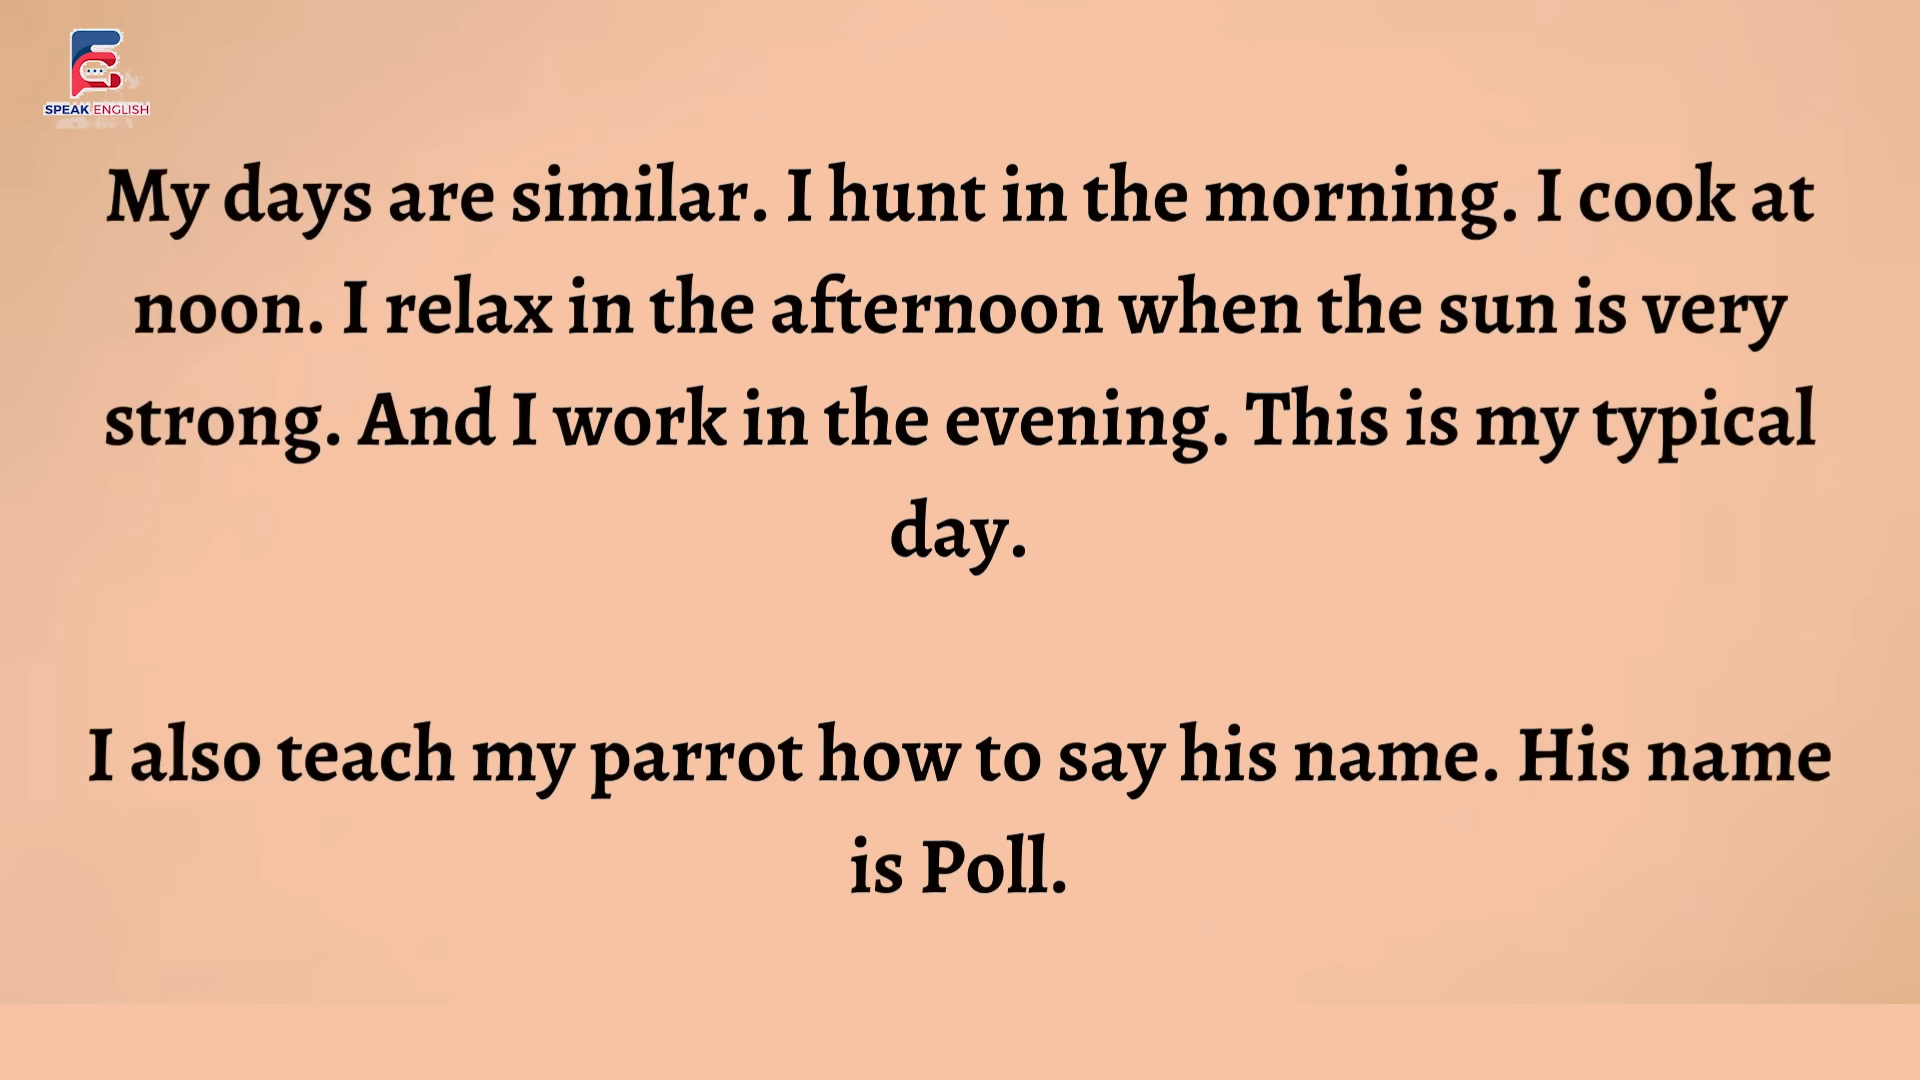 SPEAK ENGLISH
My days are similar. I hunt in the morning. I cook at
noon. I relax in the afternoon when the sun is very
strong. And I work in the evening. This is my typical
day.
I also teach my parrot how to say his name. His name
is Poll.